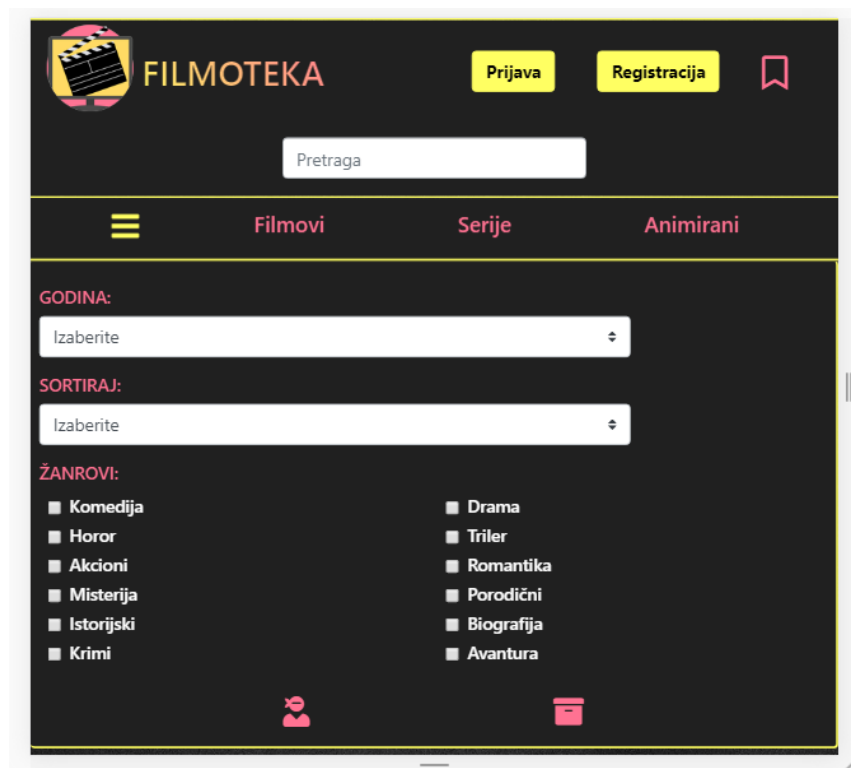 FILMOTEKA Prijava Registracija
Pretraga
Filmovi Serije Animirani
GODINA:
Izaberite
SORTIRAJ:
Izaberite
ŽANROVI:
Komedija Drama
Horor Triler
Akcioni Romantika
Misterija Porodični
Istorijski Biografija
Krimi Avantura